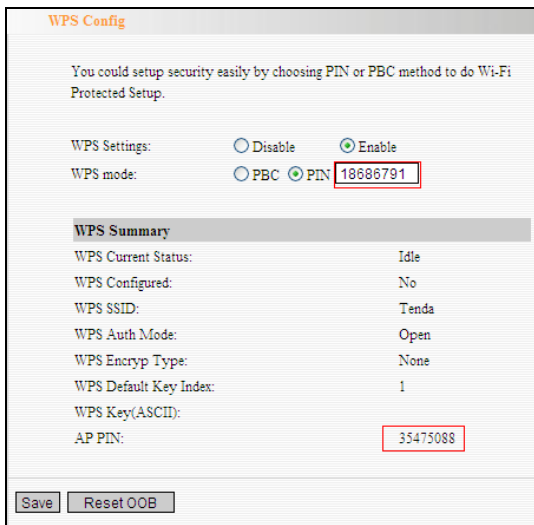 WPS Config
You could setup security easily by choosing PIN or PBC method to do Wi-Fi
Protected Setup.
WPS Settings: Disable Enable
WPS mode: PBC PIN 18686791
WPS Summary
WPS Current Status: Idle
WPS Configured: No
WPS SSID: Tenda
WPS Auth Mode: Open
WPS Encryp Type: None
WPS Default Key Index: 1
WPS Key(ASCII):
AP PIN: 35475088
Save Reset OOB